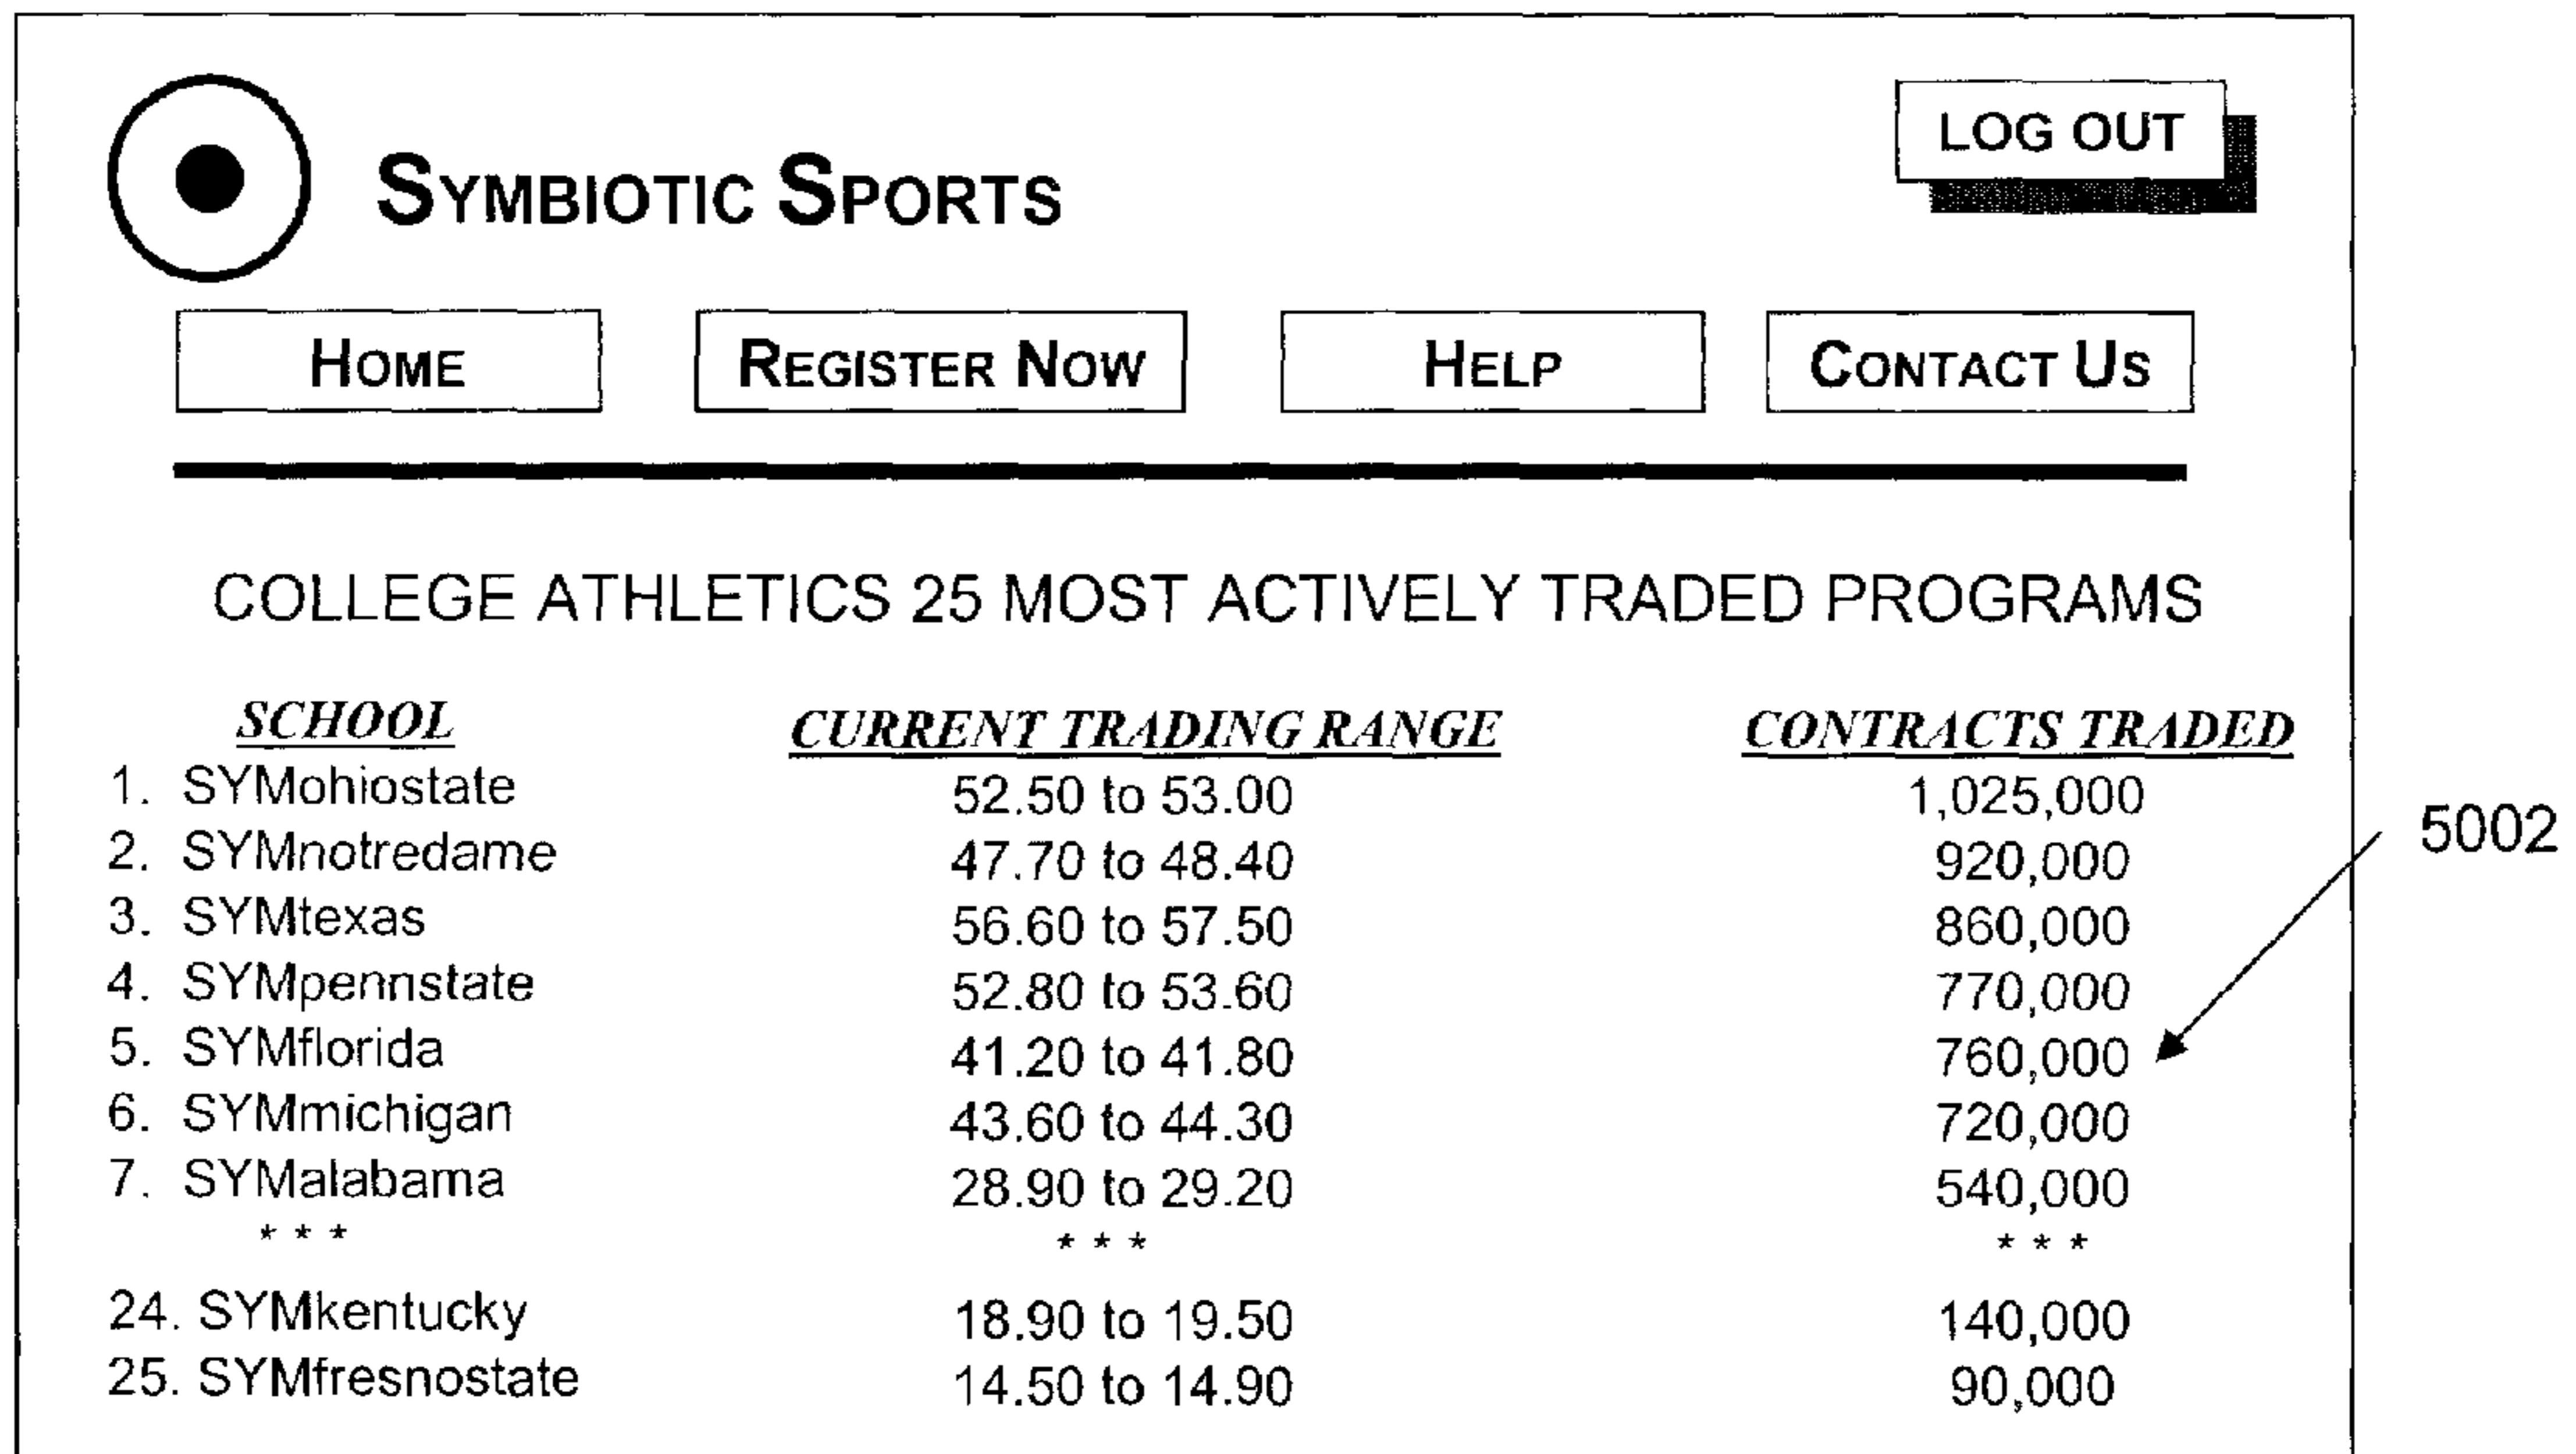 LOG OUT
SYMBIOTIC SPORTS
HOME REGISTER NOW HELP CONTACT US
COLLEGE ATHLETICS 25 MOST ACTIVELY TRADED PROGRAMS
SCHOOL CURRENT TRADING RANGE CONTRACTS TRADED
1. SYMohiostate 52.50 to 53.00 1,025,000
5002
2. SYMnotredame 47.70 to 48.40 920,000
3. SYMtexas 56.60 to 57.50 860,000
4. SYMpennstate 52.80 to 53.60 770,000
5. SYMflorida 41.20 to 41.80 760,000
6. SYMmichigan 43.60 to 44.30 720,000
7. SYMalabama 28.90 to 29.20 540,000
* * * * * * * * *
24. SYMkentucky 18.90 to 19.50 140,000
25. SYMfresnostate 14.50 to 14.90 90,000